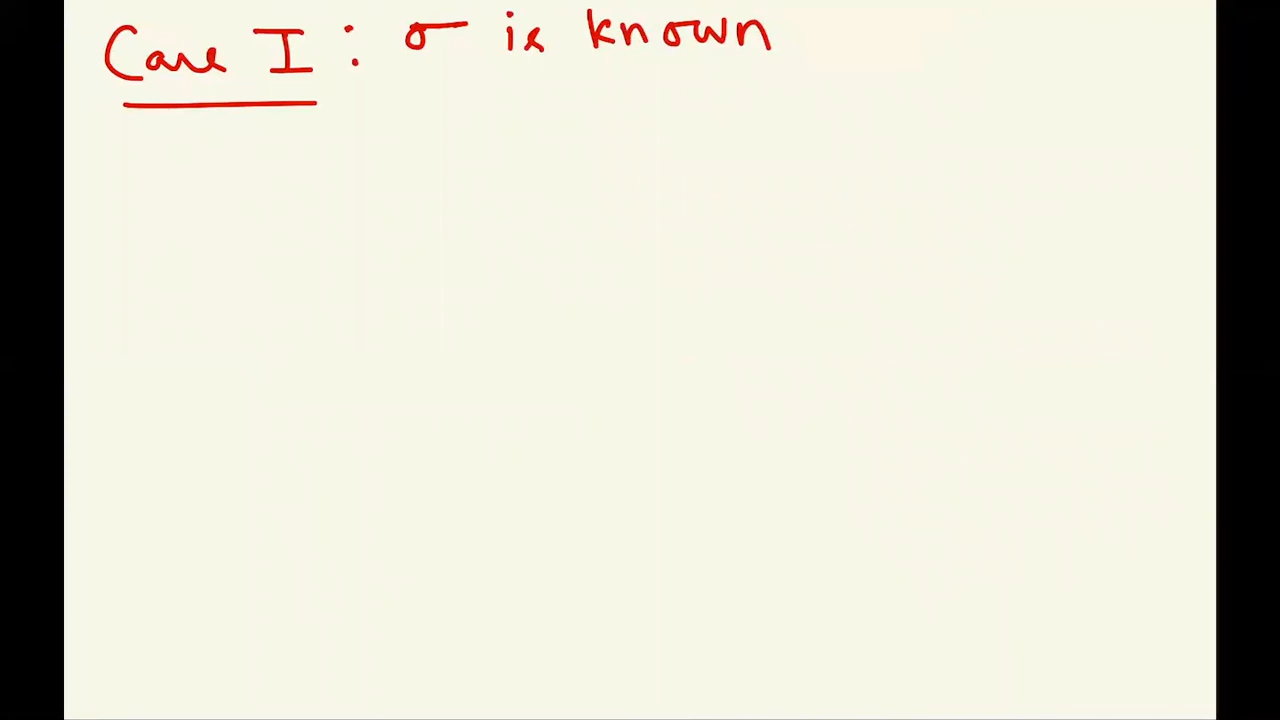 Case I : σ is known